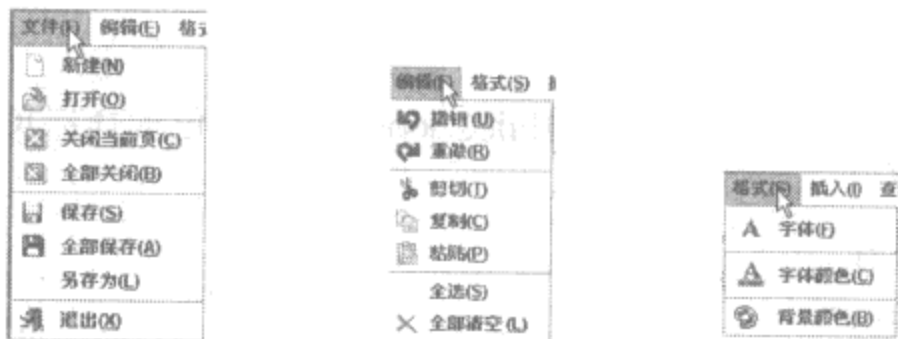 文件(F) 编辑(E) 格式
新建(N)
打开(O)
关闭当前页(C)
全部关闭(B)
保存(S)
全部保存(A)
另存为(L)
退出(X)
编辑(E) 格式(S)
撤销(U)
重做(R)
剪切(T)
复制(C)
粘贴(P)
全选(S)
全部清空(L)
格式(S) 插入(I) 查
字体(F)
字体颜色(C)
背景颜色(B)